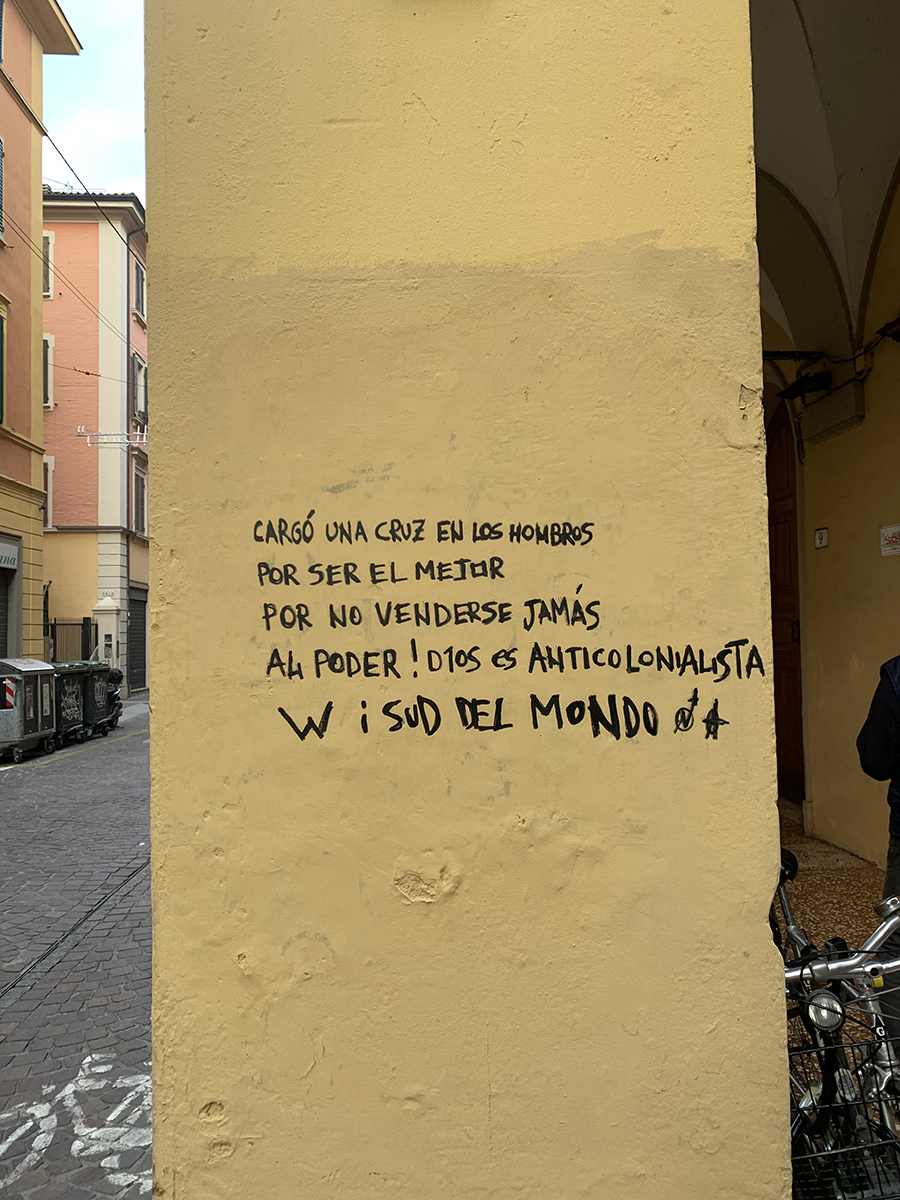 CARGÓ UNA CRUZ EN LOS HOMBROS
POR SER EL MEJOR
POR NO VENDERSE JAMÁS
AL PODER ! D1OS es ANTICOLONIALISTA
W i SUD DEL MONDO
9